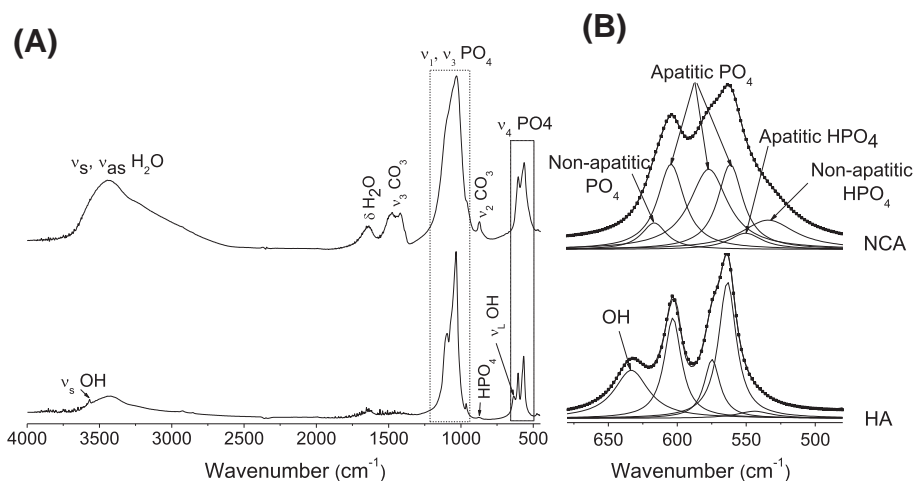 (A)
ν₁, ν₃ PO₄
ν₄ PO4
νs, νas H₂O
δ H₂O
ν₃ CO₃
ν₂ CO₃
νs OH
HPO₄
νL OH
4000 3500 3000 2500 2000 1500 1000 500
Wavenumber (cm⁻¹)
(B)
Apatitic PO₄
Apatitic HPO₄
Non-apatitic
PO₄
Non-apatitic
HPO₄
NCA
OH
HA
650 600 550 500
Wavenumber (cm⁻¹)